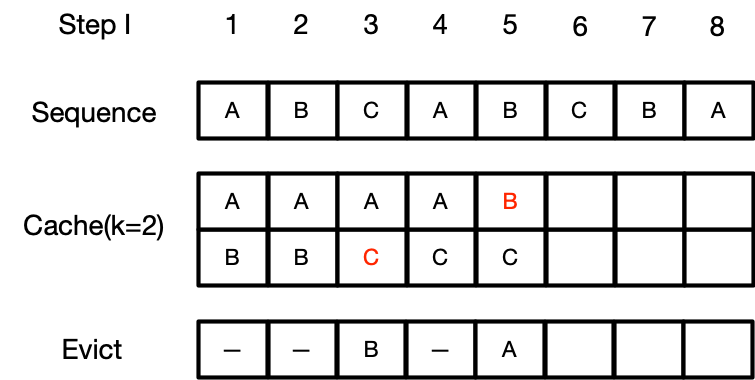 Step I 1 2 3 4 5 6 7 8
Sequence A B C A B C B A
A A A A B
Cache(k=2)
B B C C C
Evict — — B — A